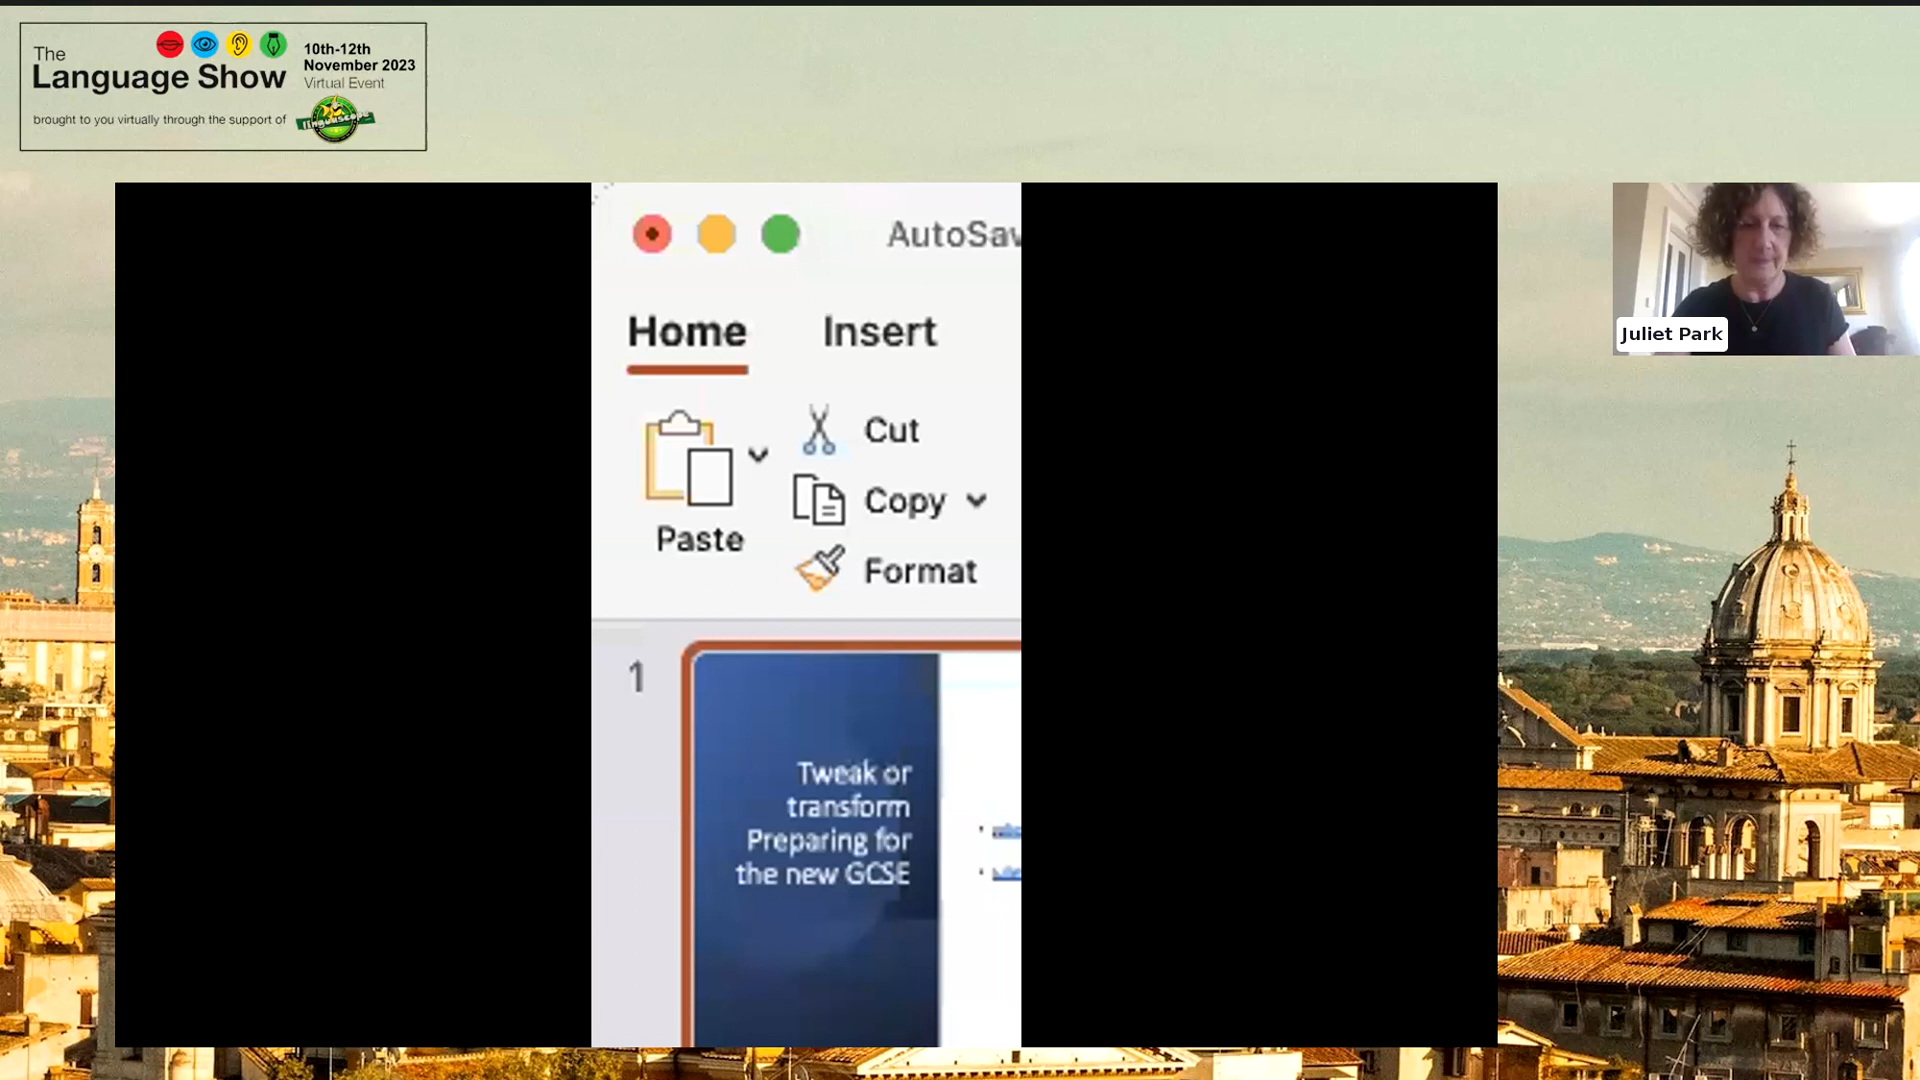 The
Language Show
10th-12th
November 2023
Virtual Event
brought to you virtually through the support of
linguascope
AutoSav
Home
Insert
Paste
Cut
Copy
Format
1
Tweak or
transform
Preparing for
the new GCSE
Juliet Park